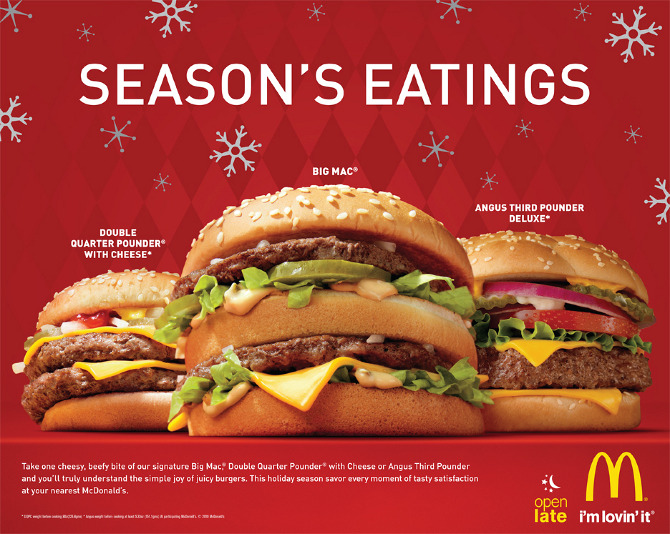 SEASON'S EATINGS
BIG MAC®
DOUBLE
QUARTER POUNDER®
WITH CHEESE*
ANGUS THIRD POUNDER
DELUXE*
Take one cheesy, beefy bite of our signature Big Mac,® Double Quarter Pounder® with Cheese or Angus Third Pounder
and you'll truly understand the simple joy of juicy burgers. This holiday season savor every moment of tasty satisfaction
at your nearest McDonald's.
open
late
i'm lovin' it®